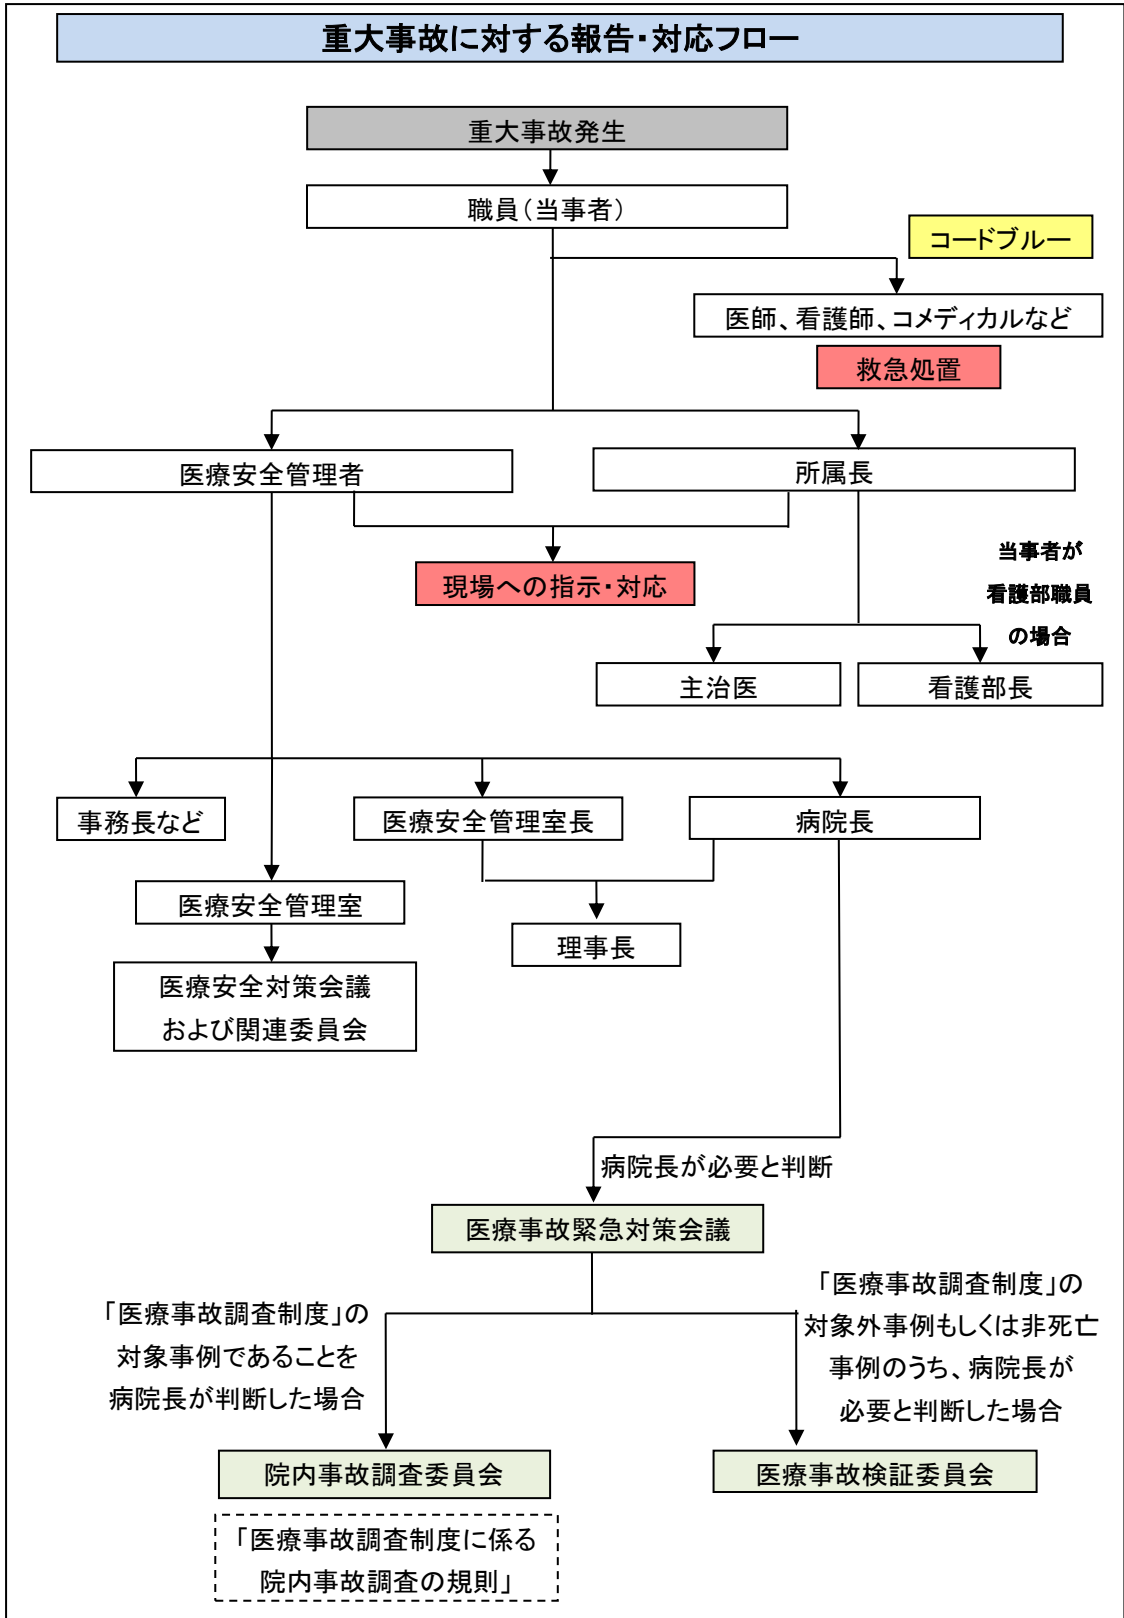 重大事故に対する報告・対応フロー
重大事故発生
職員（当事者）
コードブルー
医師、看護師、コメディカルなど
救急処置
医療安全管理者
所属長
現場への指示・対応
当事者が
看護部職員
の場合
主治医
看護部長
事務長など
医療安全管理室長
病院長
医療安全管理室
理事長
医療安全対策会議
および関連委員会
病院長が必要と判断
医療事故緊急対策会議
「医療事故調査制度」の
対象事例であることを
病院長が判断した場合
「医療事故調査制度」の
対象外事例もしくは非死亡
事例のうち、病院長が
必要と判断した場合
院内事故調査委員会
医療事故検証委員会
「医療事故調査制度に係る
院内事故調査の規則」